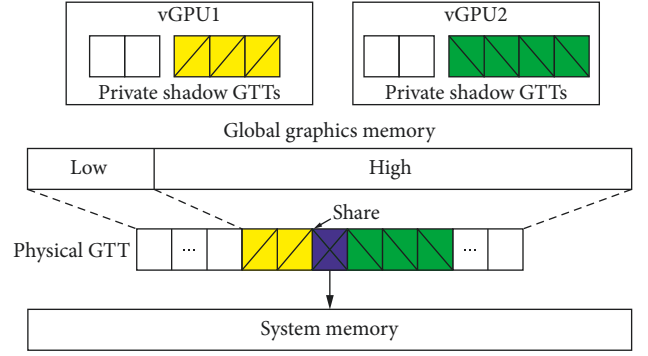 vGPU1
vGPU2
Private shadow GTTs
Private shadow GTTs
Global graphics memory
Low
High
Share
Physical GTT
...
...
System memory